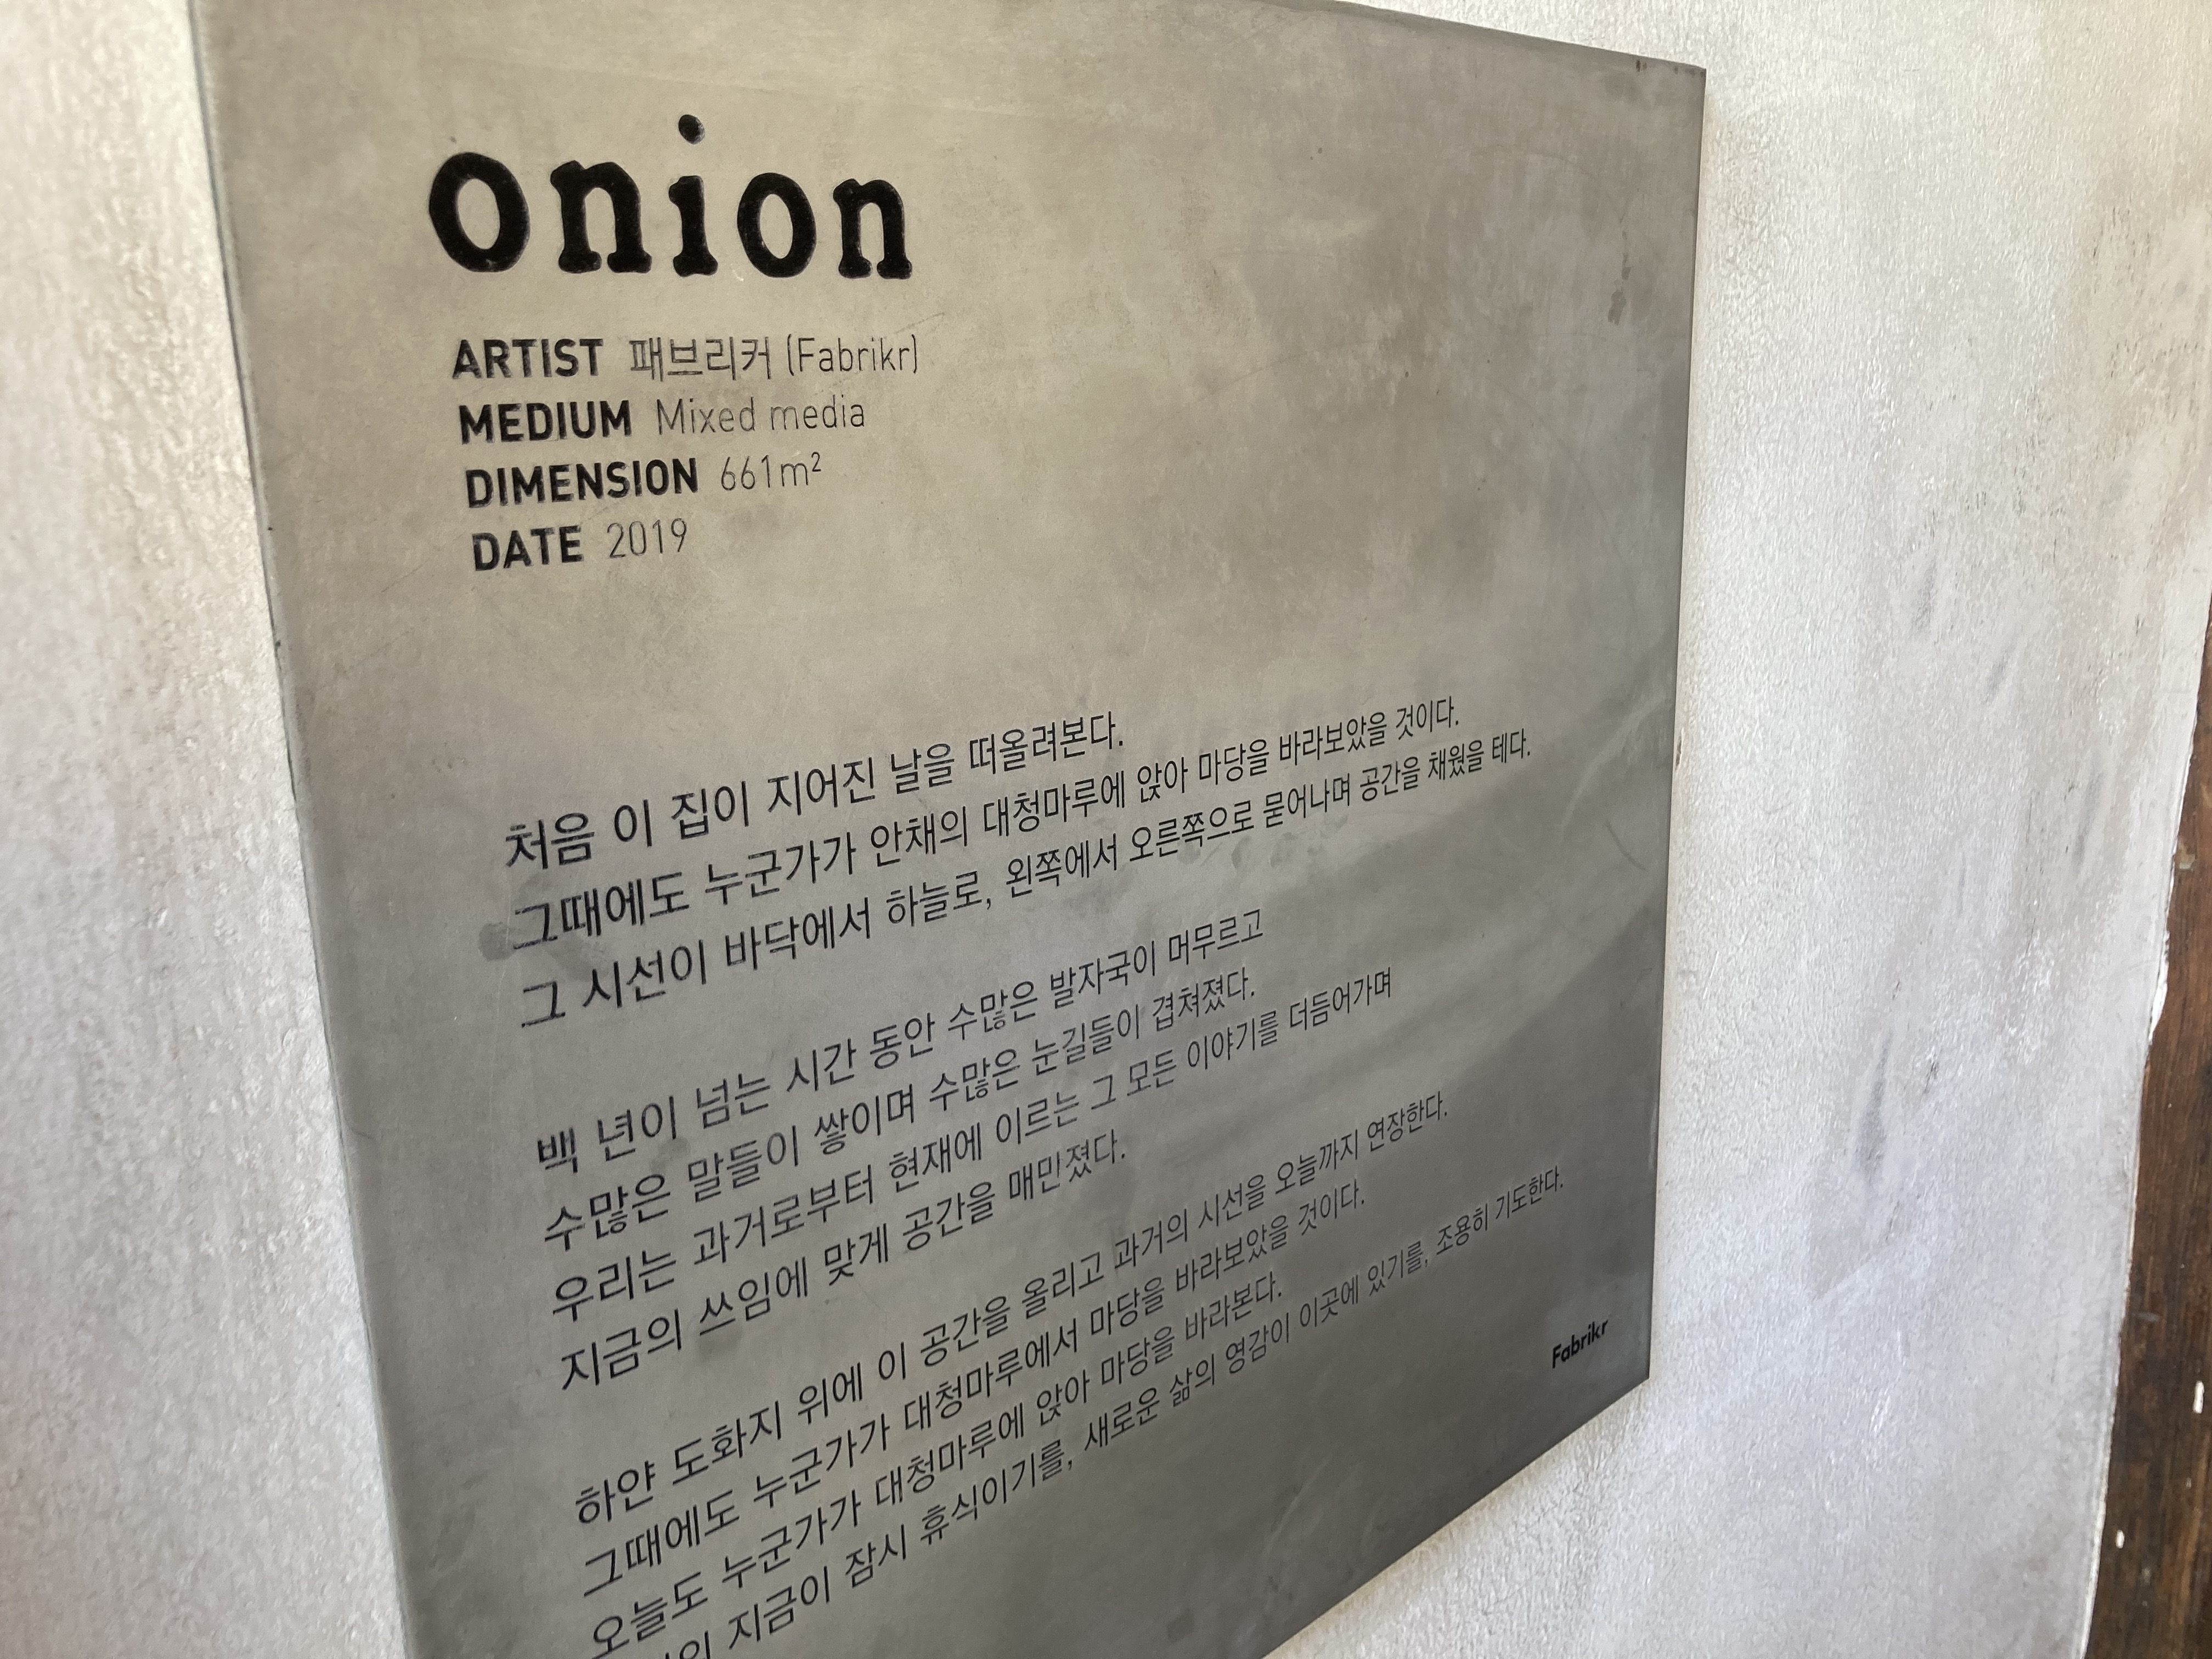 onion
ARTIST 패브리커 (Fabrikr)
MEDIUM Mixed media
DIMENSION 661m²
DATE 2019
처음 이 집이 지어진 날을 떠올려본다.
그때에도 누군가가 안채의 대청마루에 앉아 마당을 바라보았을 것이다.
그 시선이 바닥에서 하늘로, 왼쪽에서 오른쪽으로 묻어나며 공간을 채웠을 테다.
백 년이 넘는 시간 동안 수많은 발자국이 머무르고
수많은 말들이 쌓이며 수많은 눈길들이 겹쳐졌다.
우리는 과거로부터 현재에 이르는 그 모든 이야기를 더듬어가며
지금의 쓰임에 맞게 공간을 매만졌다.
하얀 도화지 위에 이 공간을 올리고 과거의 시선을 오늘까지 연장한다.
그때에도 누군가가 대청마루에서 마당을 바라보았을 것이다.
오늘도 누군가가 대청마루에 앉아 마당을 바라본다.
지금이 잠시 휴식이기를, 새로운 삶의 영감이 이곳에 있기를, 조용히 기도한다.
Fabrikr